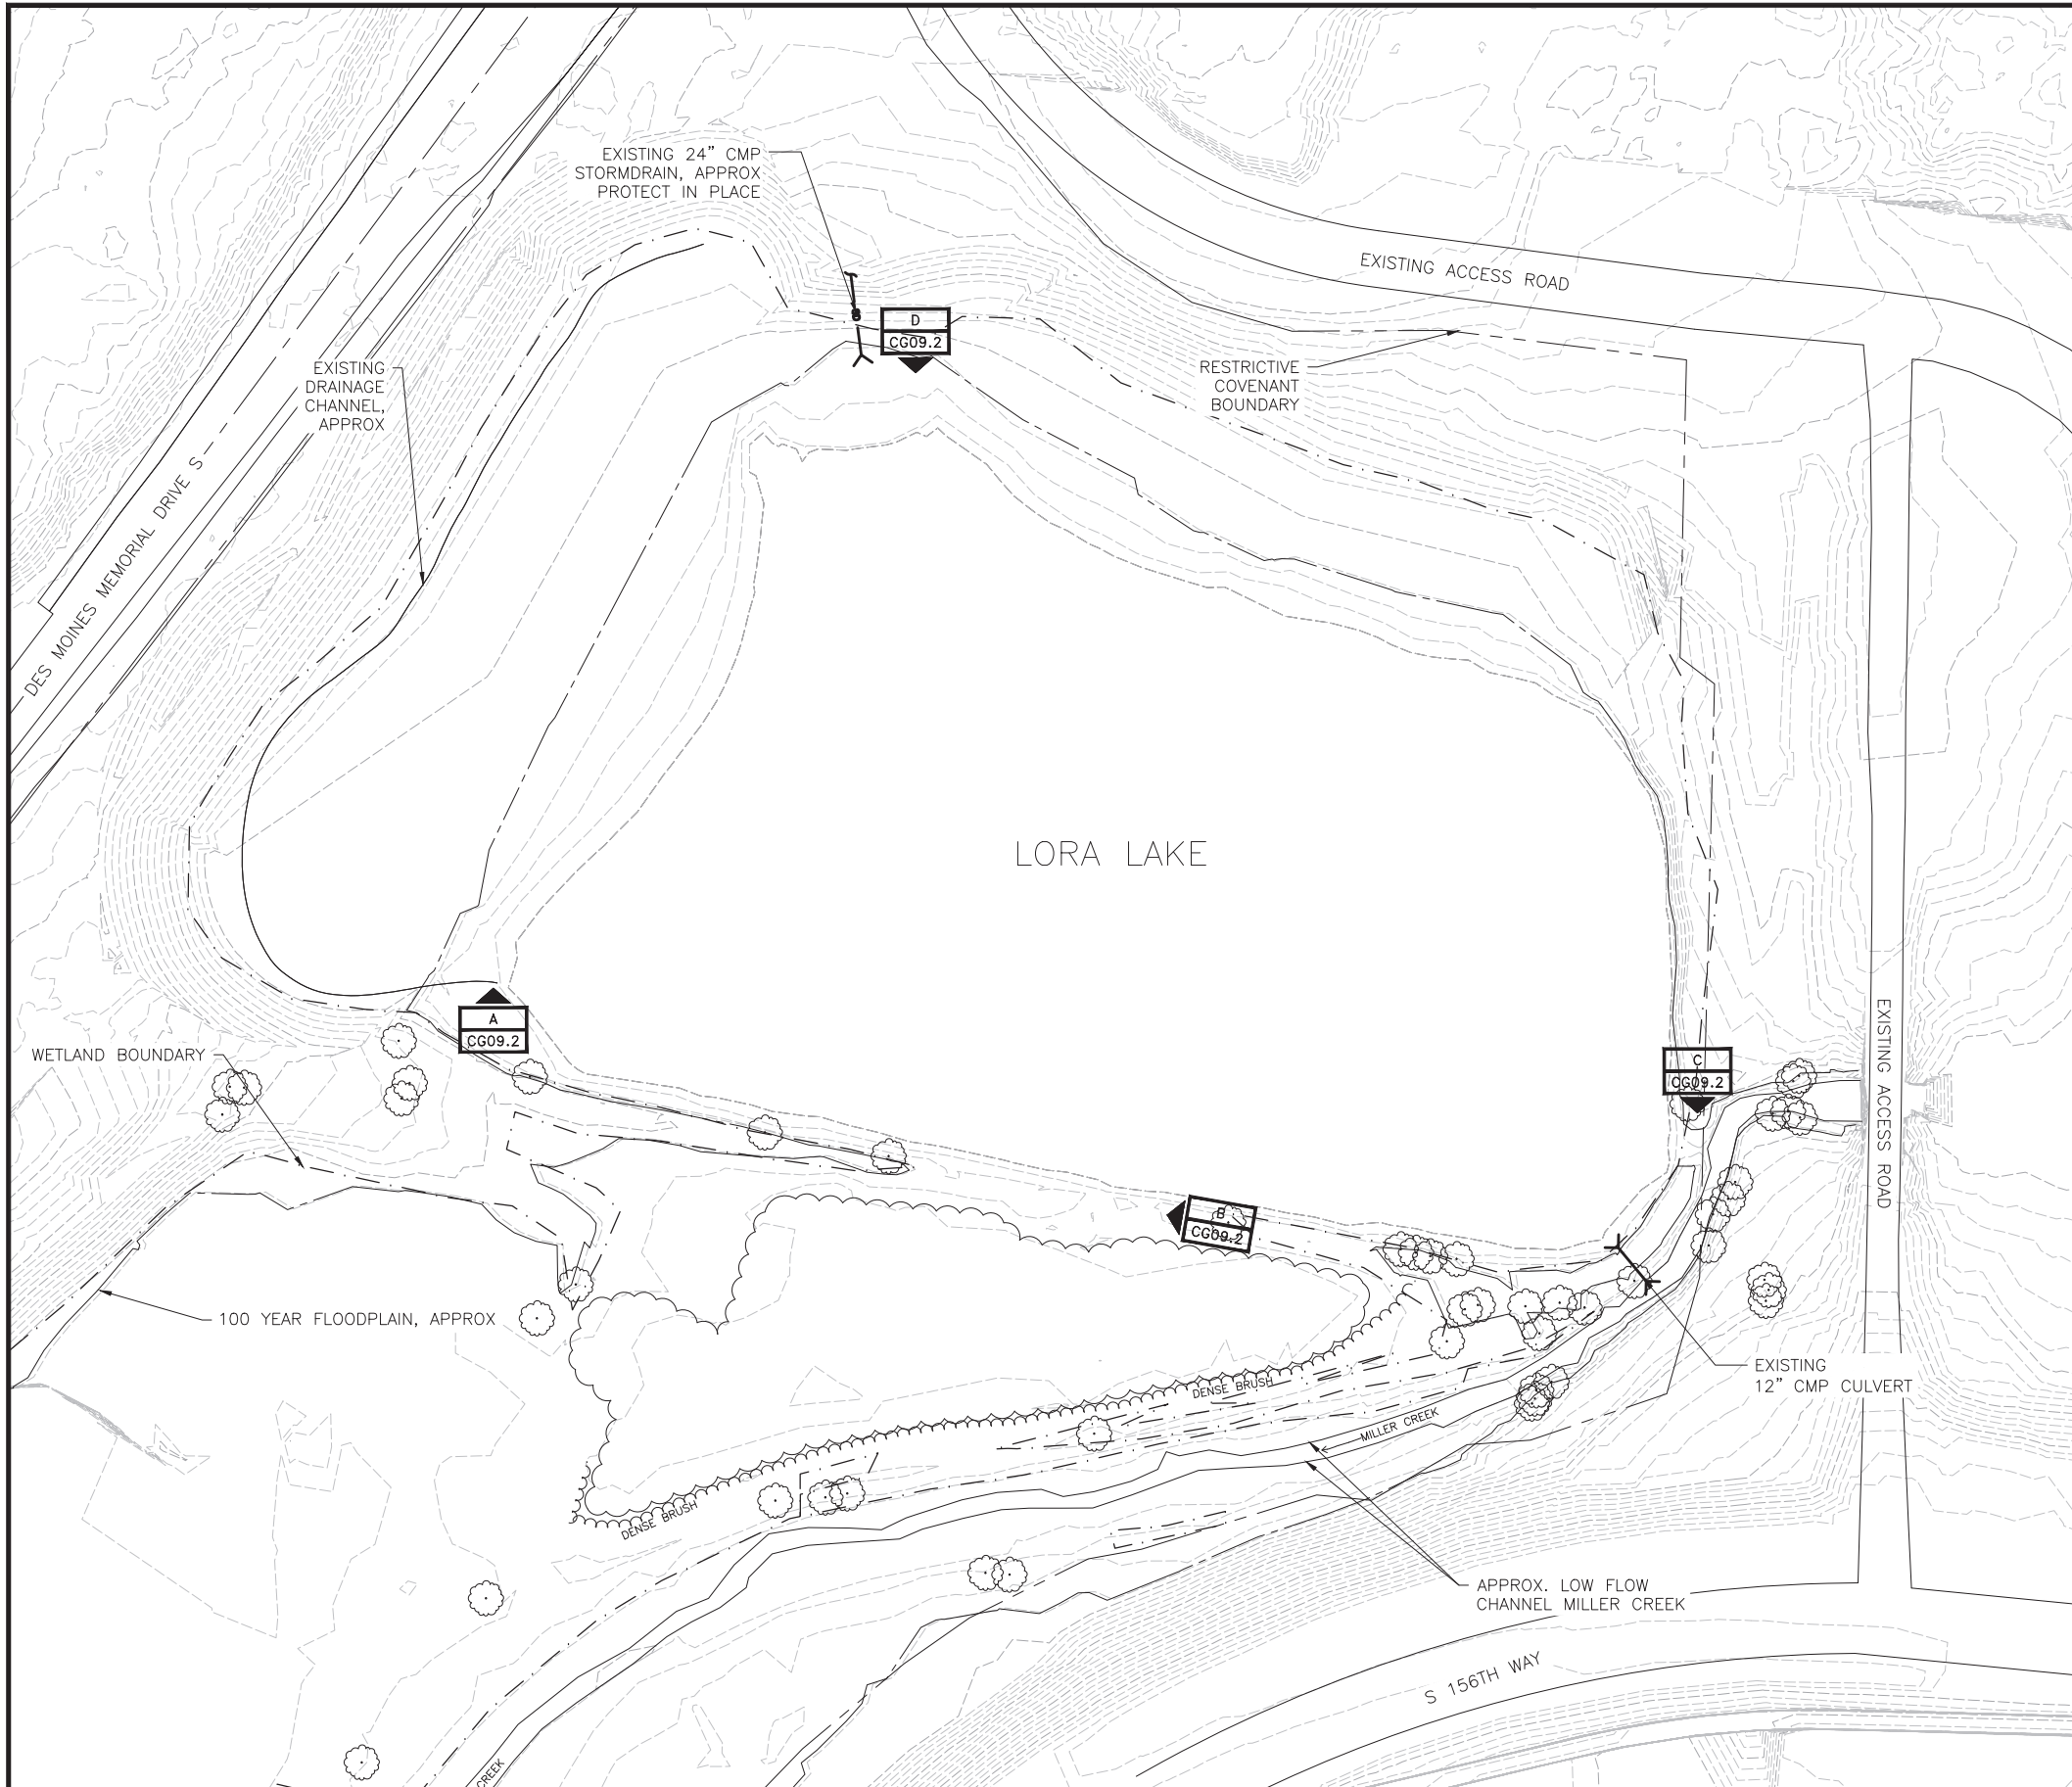 EXISTING 24” CMP
STORMDRAIN, APPROX
PROTECT IN PLACE
EXISTING ACCESS ROAD
D
CG09.2
EXISTING
DRAINAGE
CHANNEL,
APPROX
RESTRICTIVE
COVENANT
BOUNDARY
DES MOINES MEMORIAL DRIVE S
LORA LAKE
A
CG09.2
WETLAND BOUNDARY
C
CG09.2
EXISTING ACCESS ROAD
B
CG09.2
100 YEAR FLOODPLAIN, APPROX
EXISTING
12” CMP CULVERT
DENSE BRUSH
MILLER CREEK
DENSE BRUSH
APPROX. LOW FLOW
CHANNEL MILLER CREEK
S 156TH WAY
CREEK